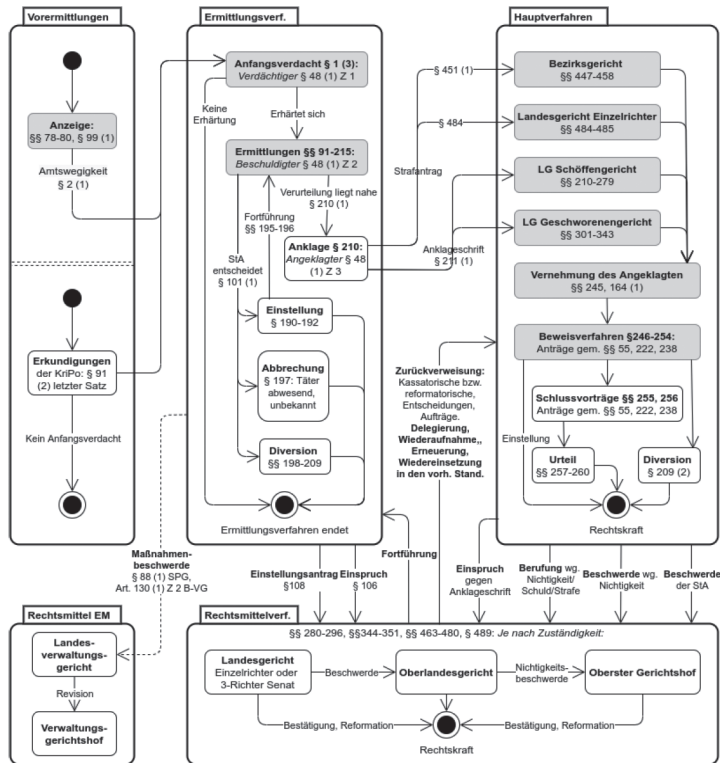 Vorermittlungen
Anzeige:
§§ 78-80, § 99 (1)
Amtswegigkeit
§ 2 (1)
Erkundigungen
der KriPo: § 91
(2) letzter Satz
Kein Anfangsverdacht
Ermittlungsverf.
Anfangsverdacht § 1 (3):
Verdächtiger § 48 (1) Z 1
Keine
Erhärtung
Erhärtet sich
Ermittlungen §§ 91-215:
Beschuldigter § 48 (1) Z 2
Verurteilung liegt nahe
§ 210 (1)
Fortführung
§§ 195-196
Anklage § 210:
Angeklagter § 48
(1) Z 3
StA
entscheidet
§ 101 (1)
Einstellung
§ 190-192
Abbrechung
§ 197: Täter
abwesend,
unbekannt
Diversion
§§ 198-209
Ermittlungsverfahren endet
§ 451 (1)
§ 484
Strafantrag
Anklageschrift
§ 211 (1)
Hauptverfahren
Bezirksgericht
§§ 447-458
Landesgericht Einzelrichter
§§ 484-485
LG Schöffengericht
§§ 210-279
LG Geschworenengericht
§§ 301-343
Vernehmung des Angeklagten
§§ 245, 164 (1)
Beweisverfahren §246-254:
Anträge gem. §§ 55, 222, 238
Schlussvorträge §§ 255, 256
Anträge gem. §§ 55, 222, 238
Einstellung
Urteil
§§ 257-260
Diversion
§ 209 (2)
Rechtskraft
Zurückverweisung:
Kassatorische bzw.
reformatorische,
Entscheidungen,
Aufträge.
Delegierung,
Wiederaufnahme,,
Erneuerung,
Wiedereinsetzung
in den vorh. Stand.
Maßnahmen-
beschwerde
§ 88 (1) SPG,
Art. 130 (1) Z 2 B-VG
Einstellungsantrag
§108
Einspruch
§ 106
Fortführung
Einspruch
gegen
Anklageschrift
Berufung wg.
Nichtigkeit/
Schuld/Strafe
Beschwerde wg.
Nichtigkeit
Beschwerde
der StA
Rechtsmittel EM
Landes-
verwaltungs-
gericht
Revision
Verwaltungs-
gerichtshof
Rechtsmittelverf.
§§ 280-296, §§344-351, §§ 463-480, § 489: Je nach Zuständigkeit:
Landesgericht
Einzelrichter oder
3-Richter Senat
Beschwerde
Oberlandesgericht
Nichtigkeits-
beschwerde
Oberster Gerichtshof
Bestätigung, Reformation
Bestätigung, Reformation
Rechtskraft